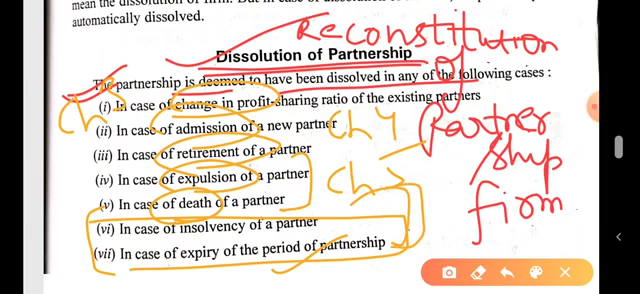 mean the dissolution of firm. But in case of
automatically dissolved.
Reconstitution
of
Partner
ship
firm
Dissolution of Partnership
The partnership is deemed to have been dissolved in any of the following cases :
(i) In case of change in profit-sharing ratio of the existing partners
(ii) In case of admission of a new partner
(iii) In case of retirement of a partner
(iv) In case of expulsion of a partner
(v) In case of death of a partner
(vi) In case of insolvency of a partner
(vii) In case of expiry of the period of partnership
Ch
Ch 4
Ch 5